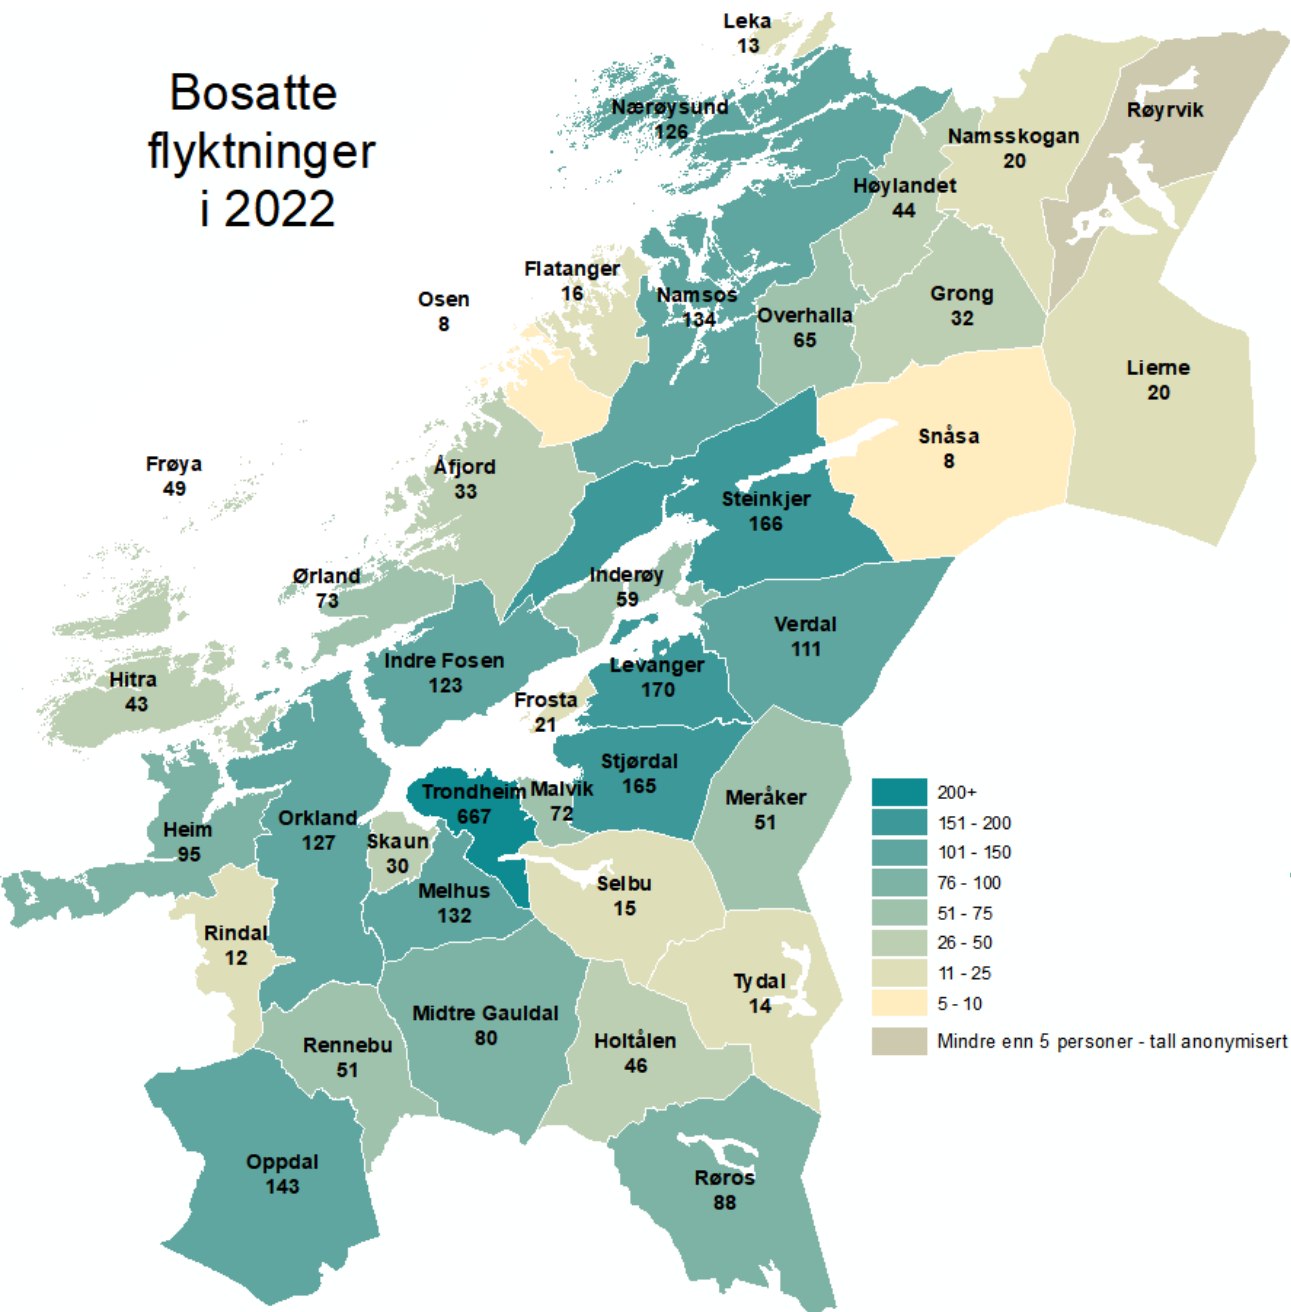 Bosatte
flyktninger
i 2022
Leka
13
Nærøysund
126
Røyrvik
Namsskogan
20
Høylandet
44
Flatanger
16
Osen
8
Namsos
134
Overhalla
65
Grong
32
Lierne
20
Snåsa
8
Frøya
49
Åfjord
33
Steinkjer
166
Ørland
73
Inderøy
59
Verdal
111
Indre Fosen
123
Levanger
170
Hitra
43
Frosta
21
Stjørdal
165
Trondheim
667
Malvik
72
Meråker
51
Orkland
127
Heim
95
Skaun
30
Melhus
132
Selbu
15
Rindal
12
Tydal
14
Midtre Gauldal
80
Rennebu
51
Holtålen
46
Oppdal
143
Røros
88
200+
151 - 200
101 - 150
76 - 100
51 - 75
26 - 50
11 - 25
5 - 10
Mindre enn 5 personer - tall anonymisert